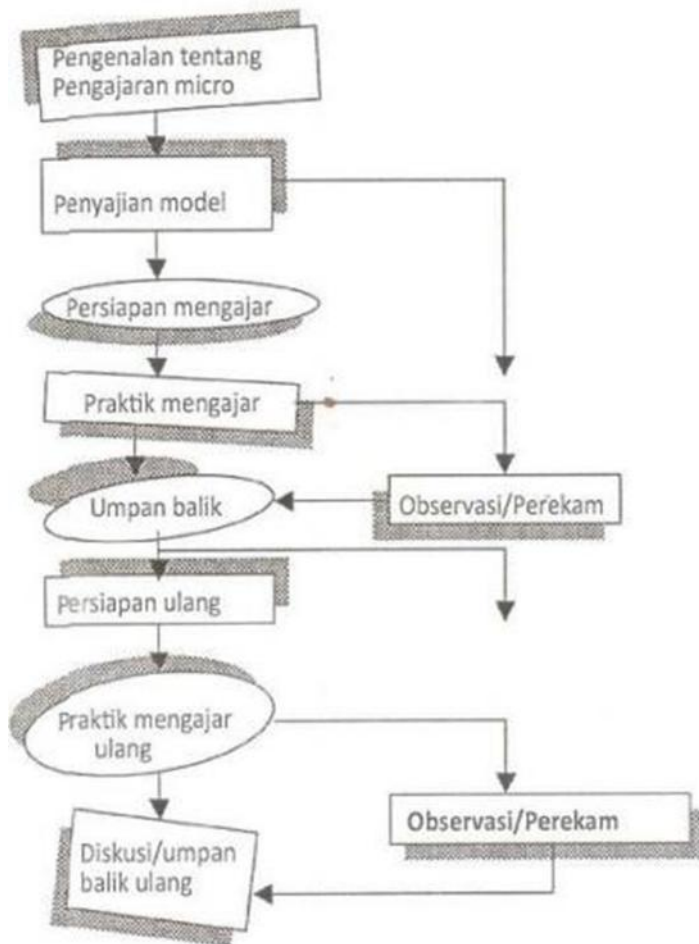 Pengenalan tentang
Pengajaran micro
Penyajian model
Persiapan mengajar
Praktik mengajar
Umpan balik
Observasi/Perekam
Persiapan ulang
Praktik mengajar
ulang
Observasi/Perekam
Diskusi/umpan
balik ulang